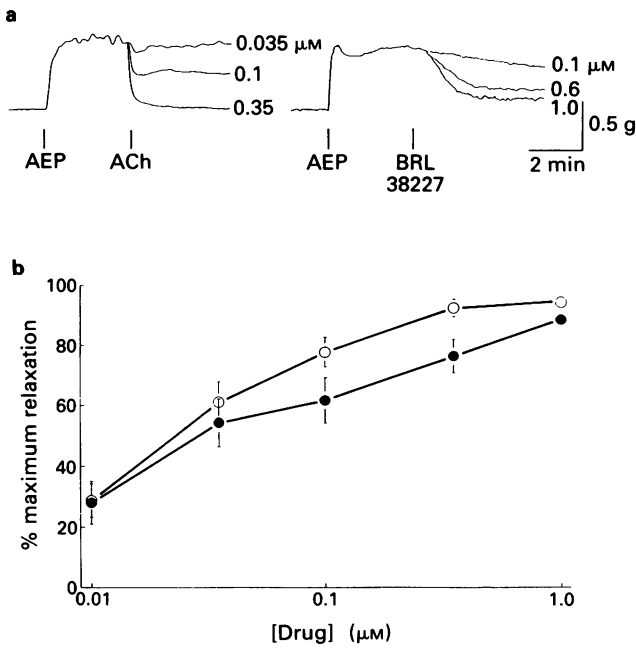 a
0.035 μM
0.1
0.35
AEP
ACh
0.1 μM
0.6
1.0
0.5 g
AEP
BRL
38227
2 min
b
% maximum relaxation
100
80
60
40
20
0
0.01
0.1
1.0
[Drug] (μM)